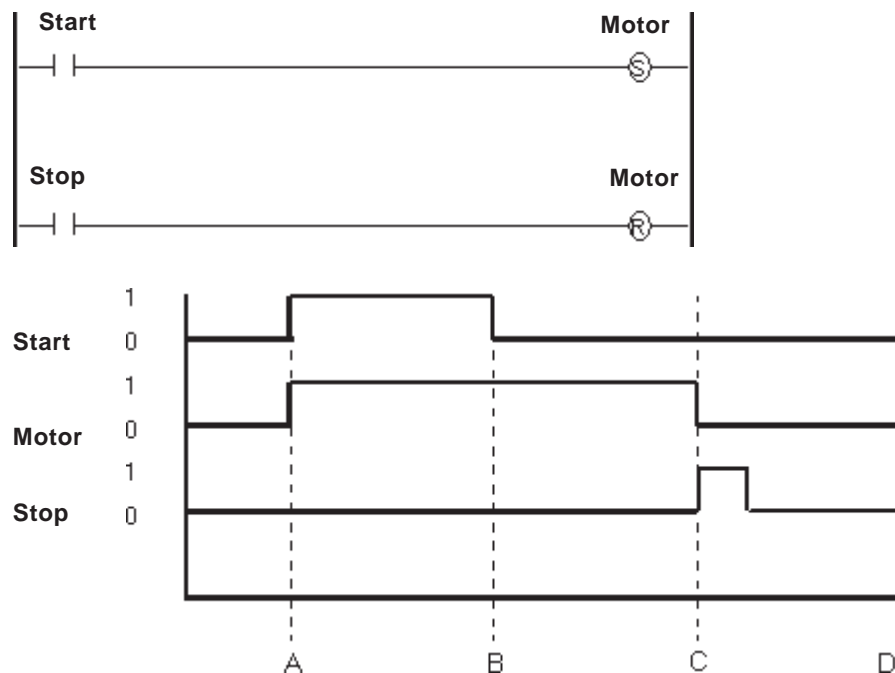 Start Motor
S
Stop Motor
R
1
Start 0
1
Motor 0
1
Stop 0
A B C D